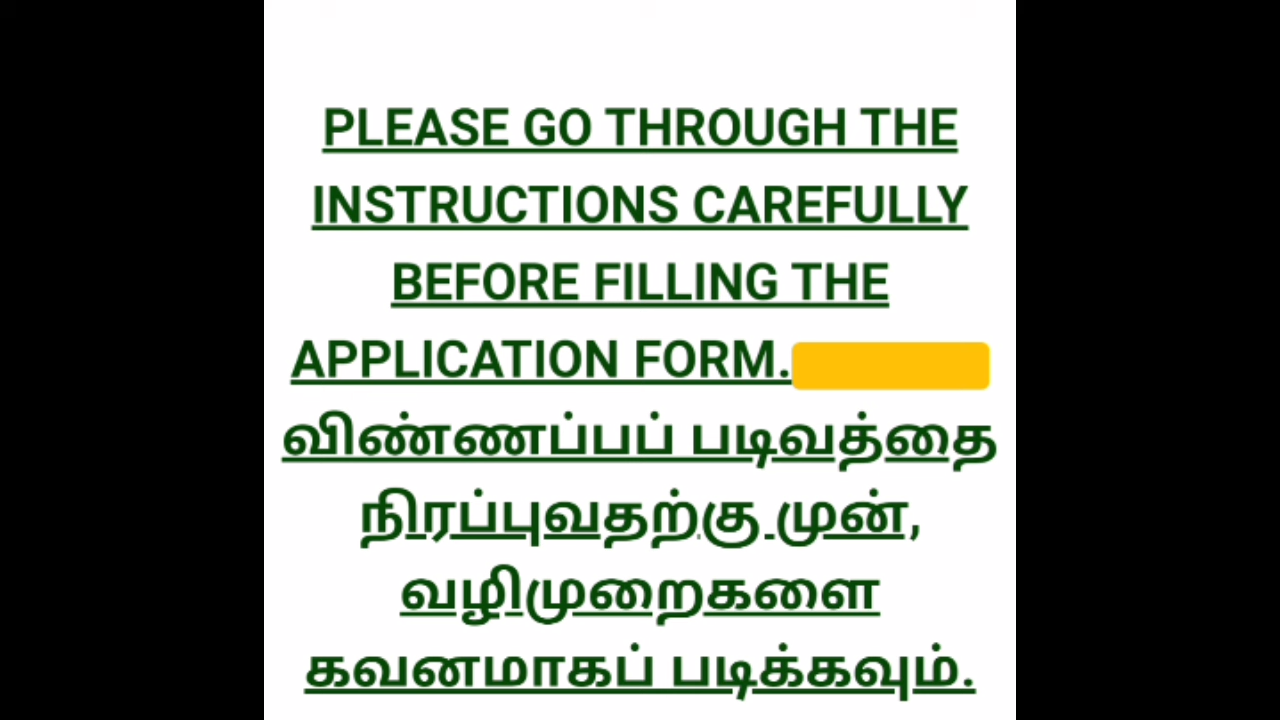 PLEASE GO THROUGH THE
INSTRUCTIONS CAREFULLY
BEFORE FILLING THE
APPLICATION FORM.
விண்ணப்பப் படிவத்தை
நிரப்புவதற்கு முன்,
வழிமுறைகளை
கவனமாகப் படிக்கவும்.